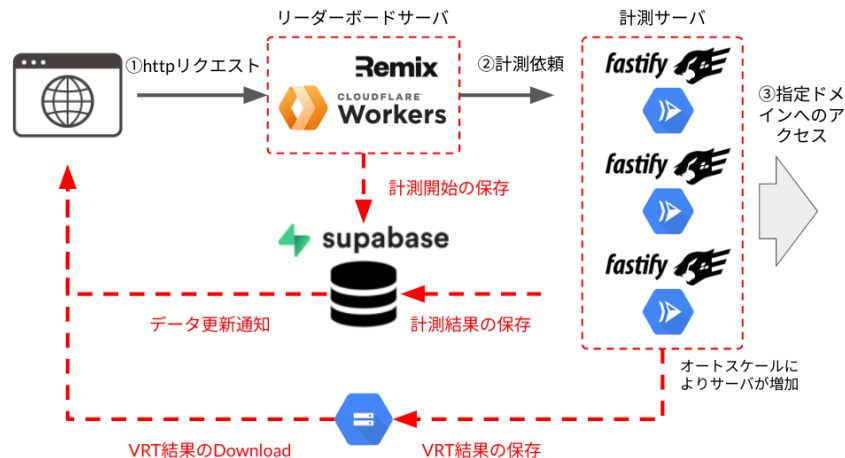 リーダーボードサーバ
計測サーバ
①httpリクエスト
Remix
CLOUDFLARE
Workers
②計測依頼
fastify
③指定ドメインへのアクセス
fastify
計測開始の保存
supabase
fastify
データ更新通知
計測結果の保存
オートスケールに
よりサーバが増加
VRT結果のDownload
VRT結果の保存